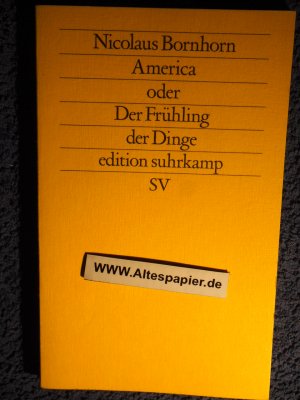 Nicolaus Bornhorn
America
oder
Der Frühling
der Dinge
edition suhrkamp
SV
www.Altespapier.de